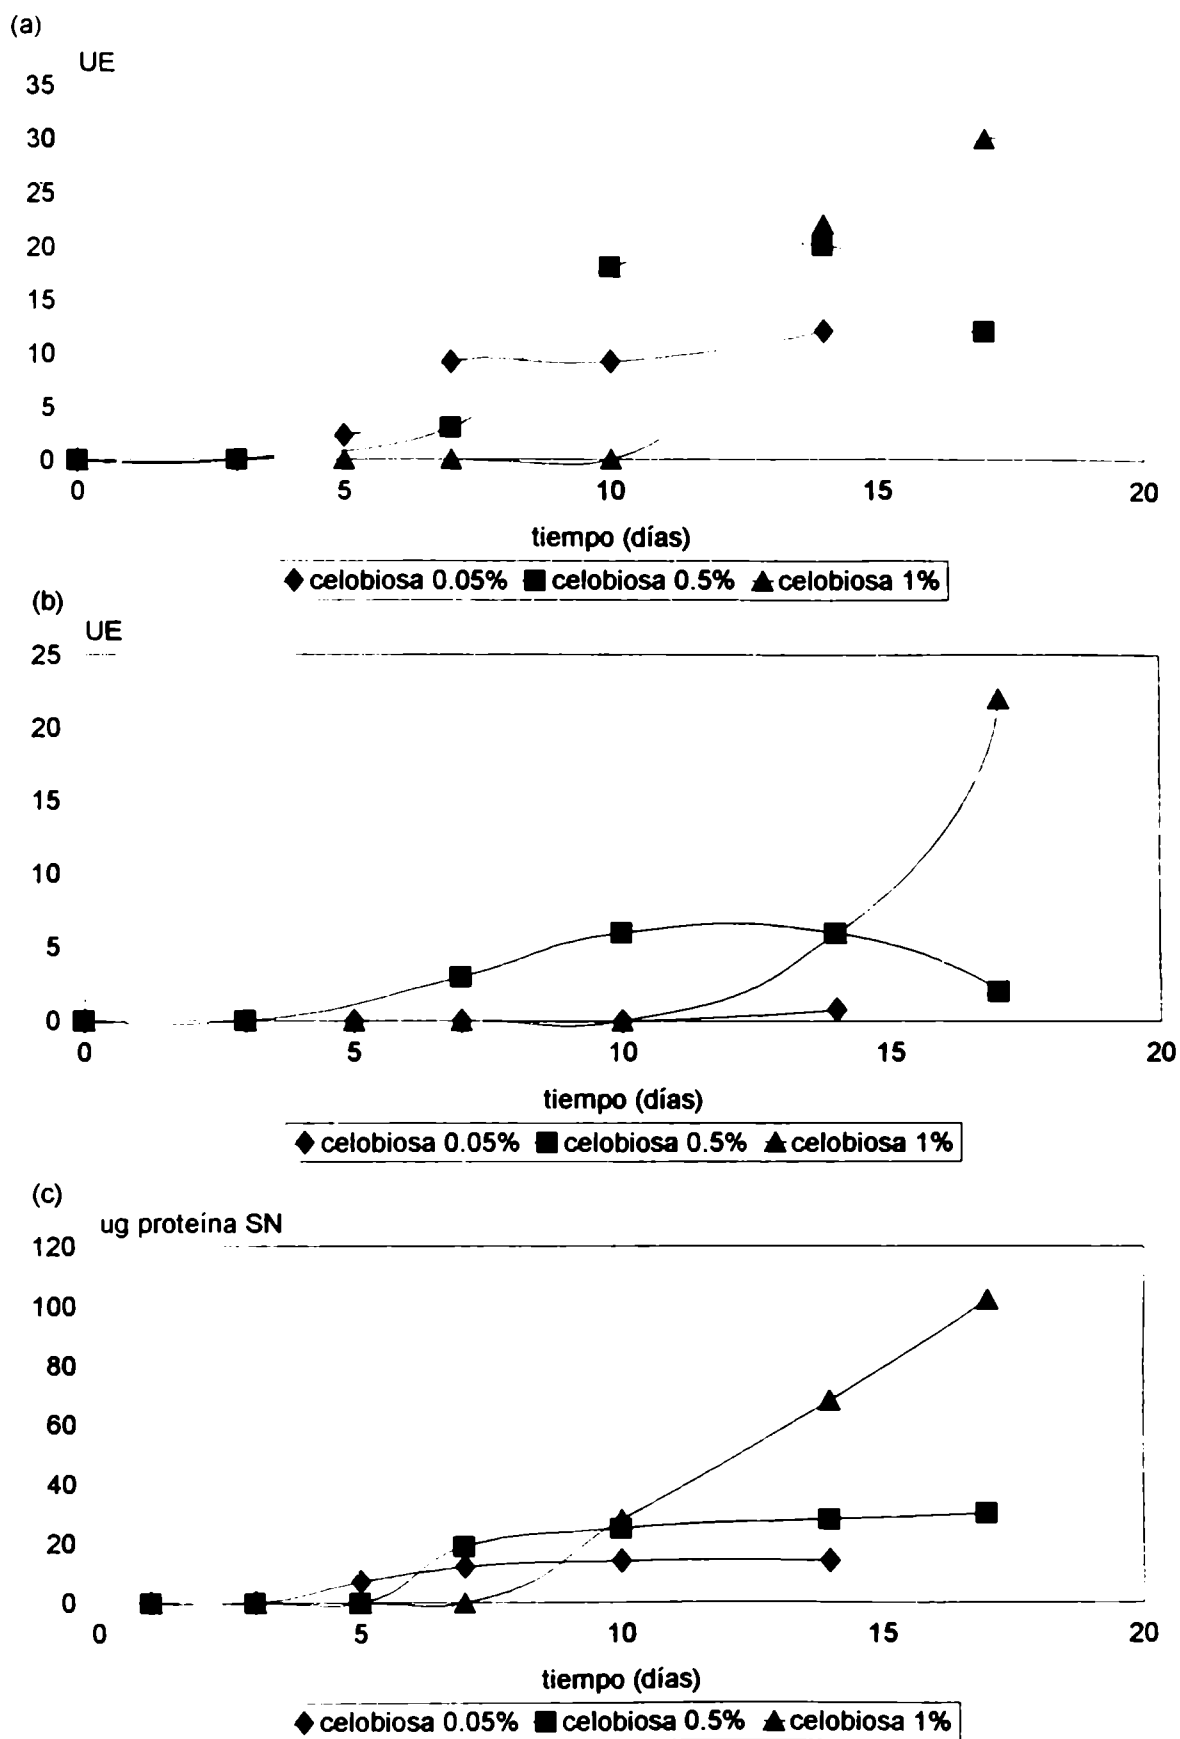 (a)
UE
35
30
25
20
15
10
5
0
0 5 10 15 20
tiempo (días)
celobiosa 0.05% celobiosa 0.5% celobiosa 1%
(b)
UE
25
20
15
10
5
0
0 5 10 15 20
tiempo (días)
celobiosa 0.05% celobiosa 0.5% celobiosa 1%
(c)
ug proteína SN
120
100
80
60
40
20
0
0 5 10 15 20
tiempo (días)
celobiosa 0.05% celobiosa 0.5% celobiosa 1%